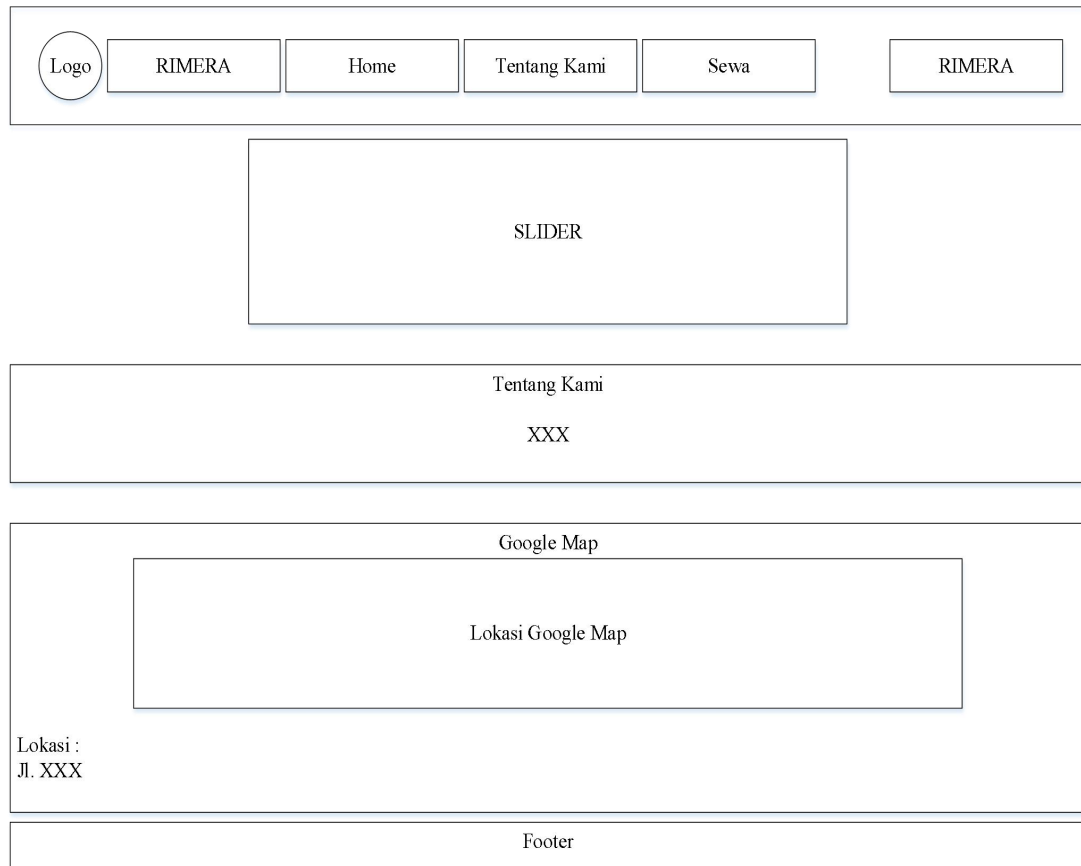 Logo RIMERA Home Tentang Kami Sewa RIMERA
SLIDER
Tentang Kami
XXX
Google Map
Lokasi Google Map
Lokasi :
Jl. XXX
Footer